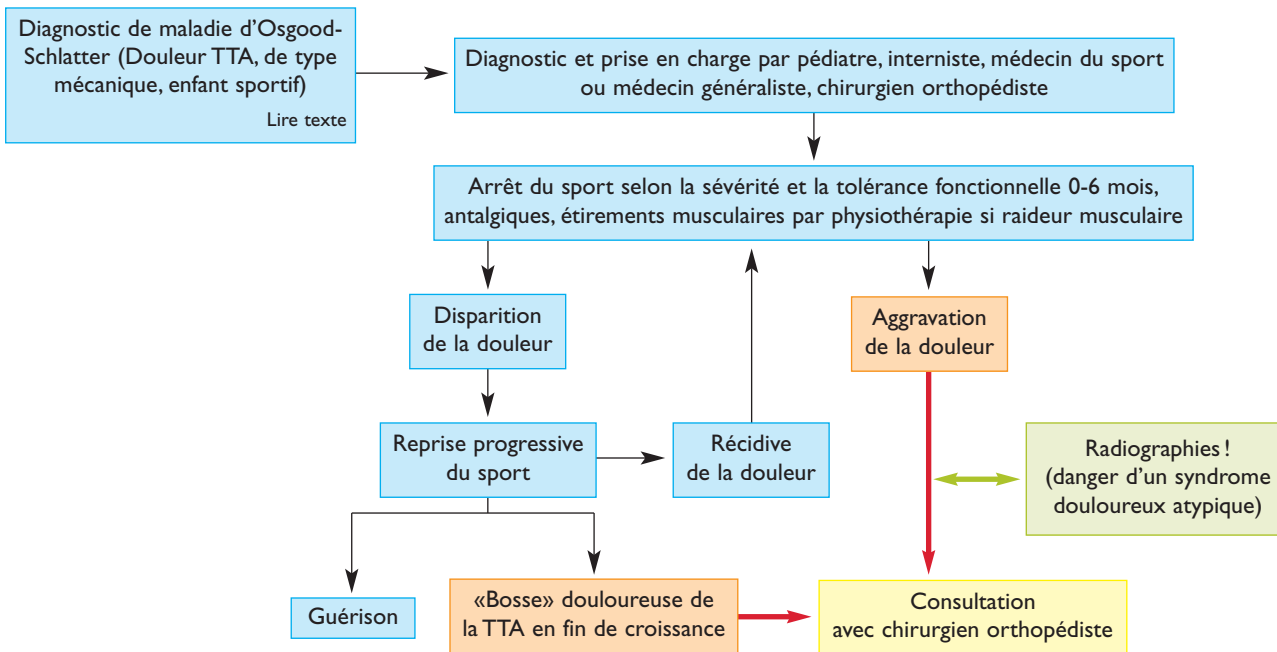 Diagnostic de maladie d'Osgood-
Schlatter (Douleur TTA, de type
mécanique, enfant sportif)
Lire texte
Diagnostic et prise en charge par pédiatre, interniste, médecin du sport
ou médecin généraliste, chirurgien orthopédiste
Arrêt du sport selon la sévérité et la tolérance fonctionnelle 0-6 mois,
antalgiques, étirements musculaires par physiothérapie si raideur musculaire
Disparition
de la douleur
Aggravation
de la douleur
Reprise progressive
du sport
Récidive
de la douleur
Radiographies !
(danger d'un syndrome
douloureux atypique)
Guérison
«Bosse» douloureuse de
la TTA en fin de croissance
Consultation
avec chirurgien orthopédiste